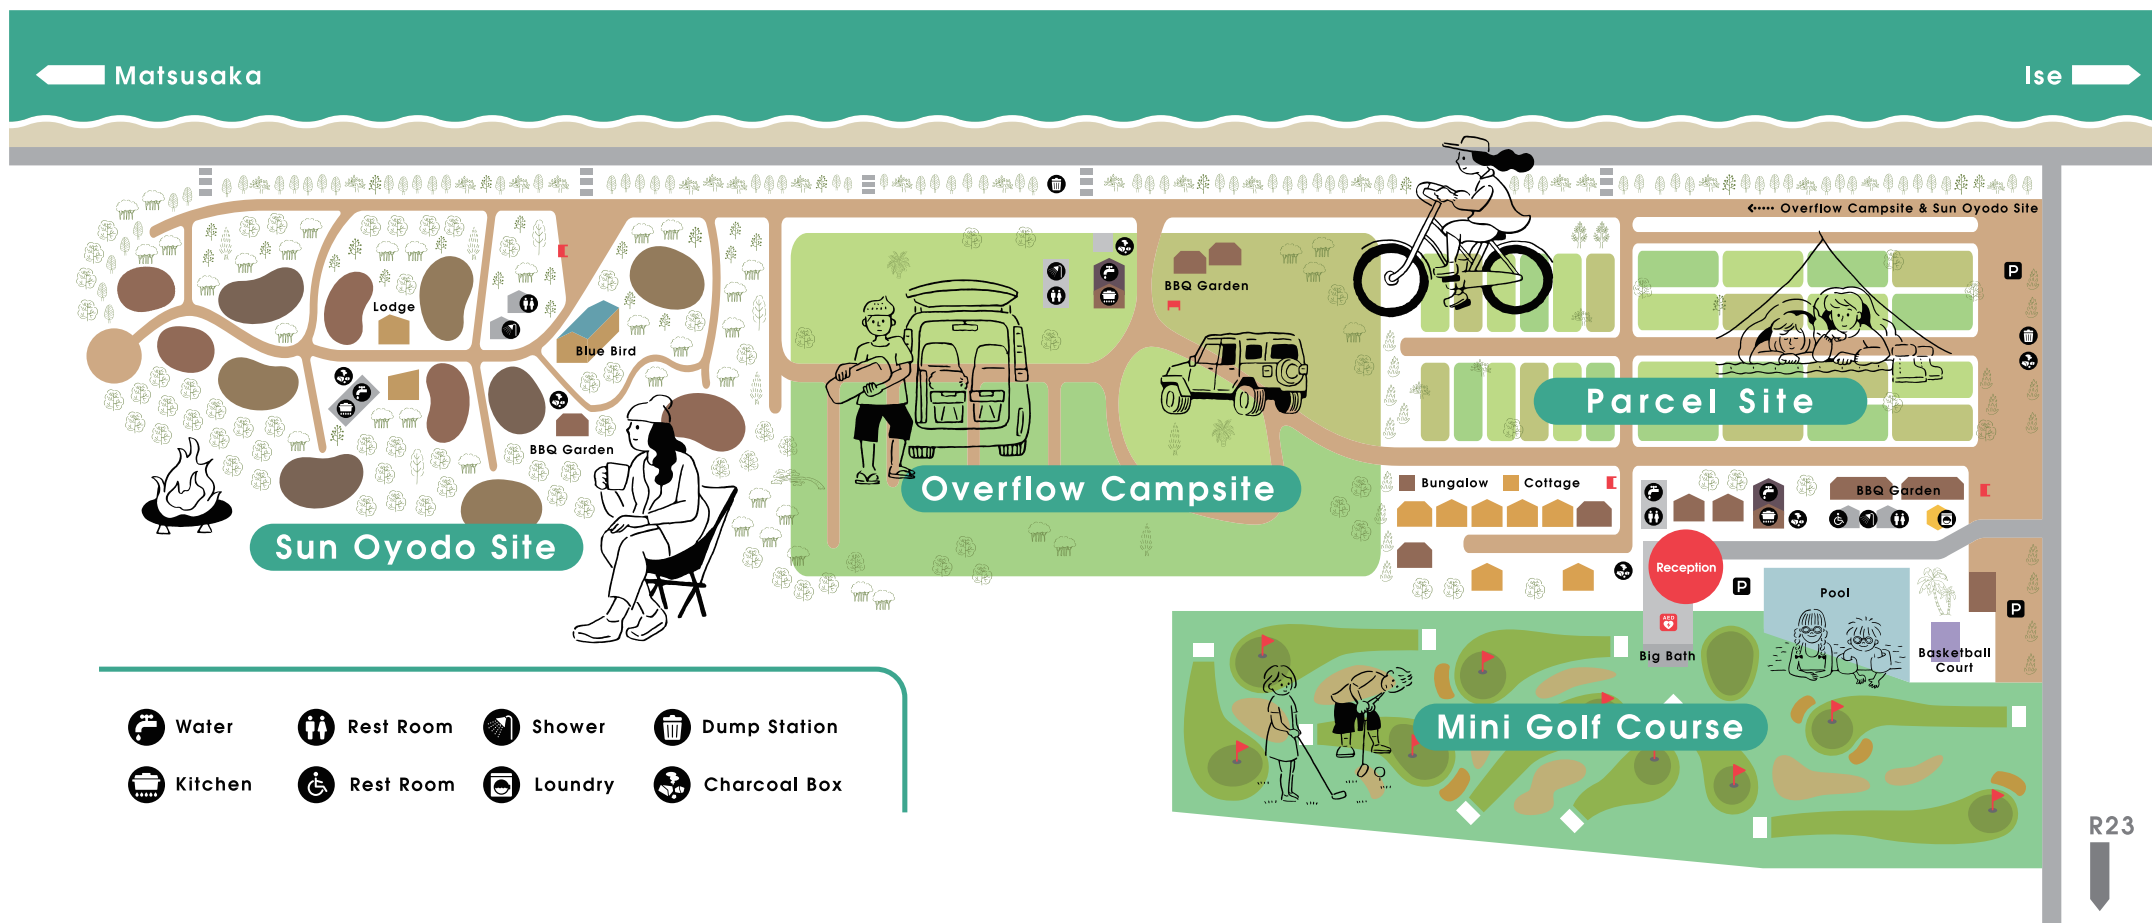 Matsusaka
Ise
<····· Overflow Campsite & Sun Oyodo Site
P
BBQ Garden
Lodge
Blue Bird
P
Parcel Site
BBQ Garden
Overflow Campsite
Bungalow
Cottage
BBQ Garden
Sun Oyodo Site
Reception
P
Pool
P
AED
Big Bath
Basketball
Court
Mini Golf Course
Water
Rest Room
Shower
Dump Station
Kitchen
Rest Room
Loundry
Charcoal Box
R23